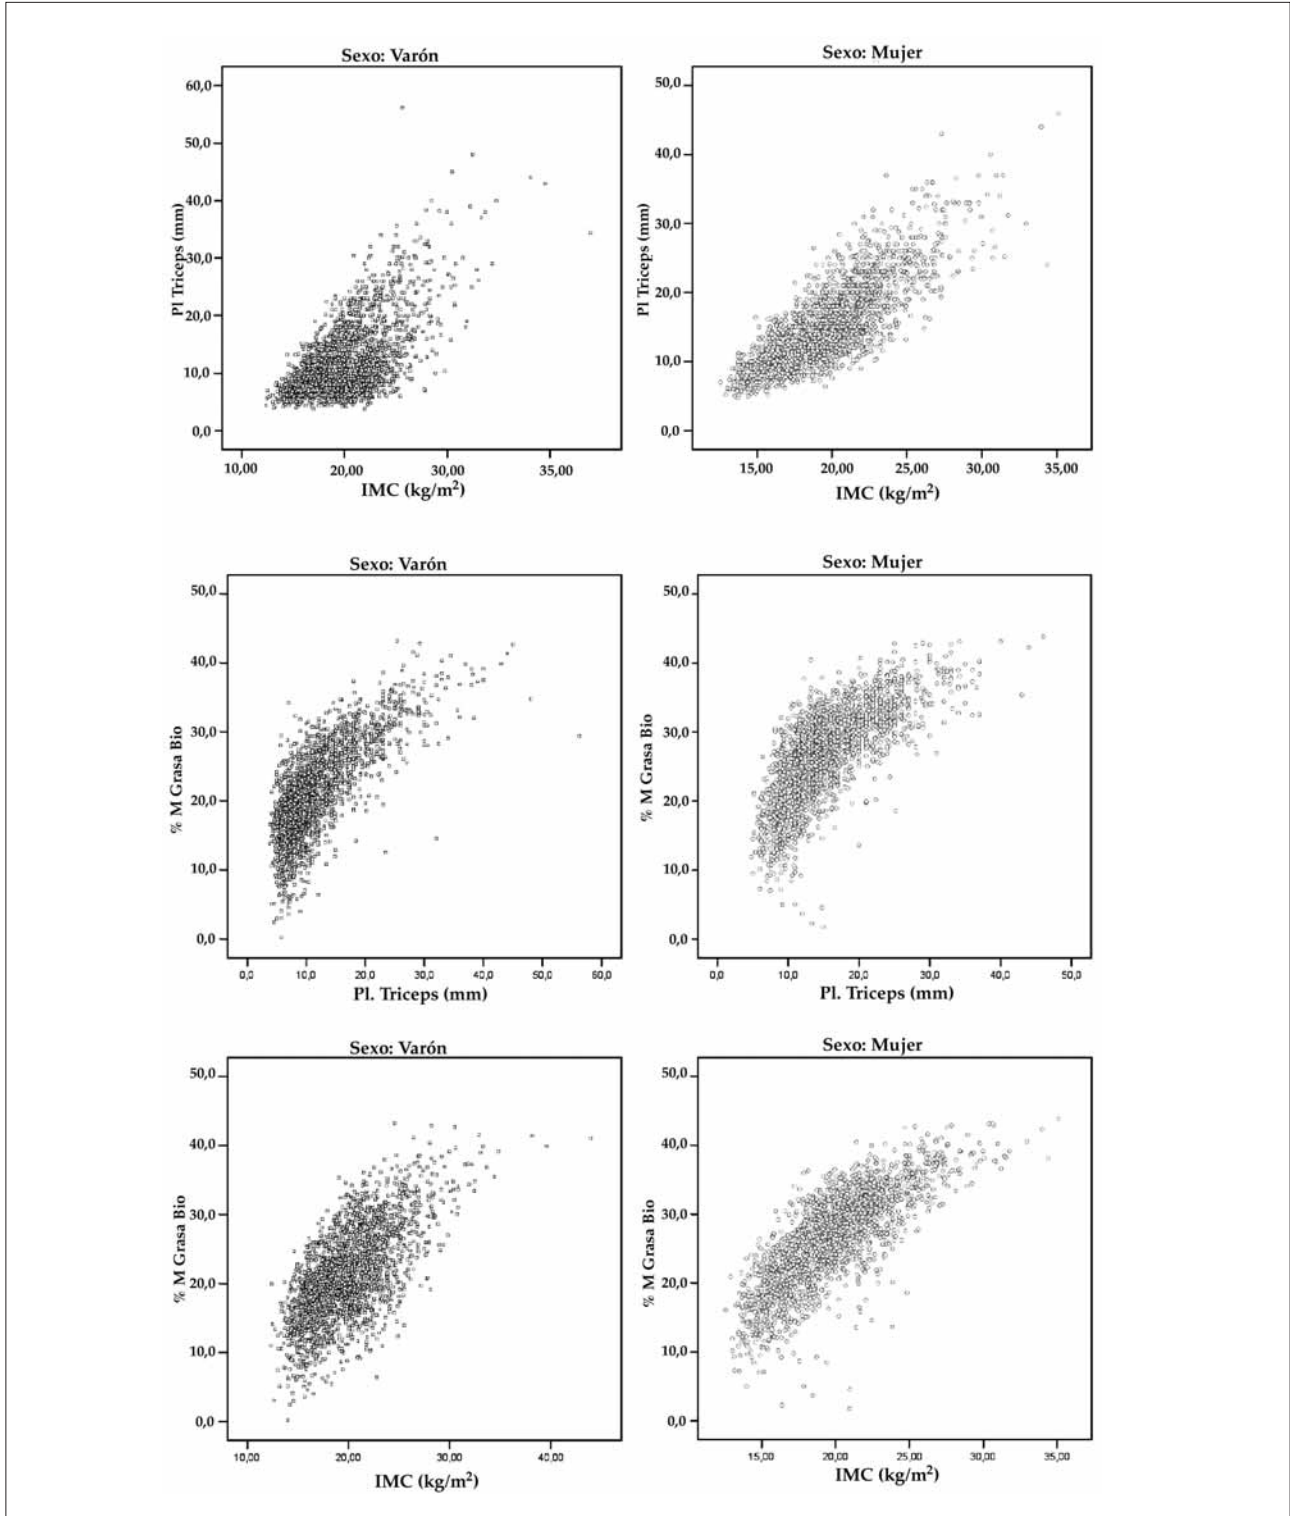 Sexo: Varón
Pl Triceps (mm)
60,0
50,0
40,0
30,0
20,0
10,0
0,0
10,00 20,00 30,00 35,00
IMC (kg/m²)
Sexo: Mujer
Pl Triceps (mm)
50,0
40,0
30,0
20,0
10,0
0,0
15,00 20,00 25,00 30,00 35,00
IMC (kg/m²)
Sexo: Varón
% M Grasa Bio
50,0
40,0
30,0
20,0
10,0
0,0
0,0 10,0 20,0 30,0 40,0 50,0 60,0
Pl. Triceps (mm)
Sexo: Mujer
% M Grasa Bio
50,0
40,0
30,0
20,0
10,0
0,0
0,0 10,0 20,0 30,0 40,0 50,0
Pl. Triceps (mm)
Sexo: Varón
% M Grasa Bio
50,0
40,0
30,0
20,0
10,0
0,0
10,00 20,00 30,00 40,00
IMC (kg/m²)
Sexo: Mujer
% M Grasa Bio
50,0
40,0
30,0
20,0
10,0
0,0
15,00 20,00 25,00 30,00 35,00
IMC (kg/m²)